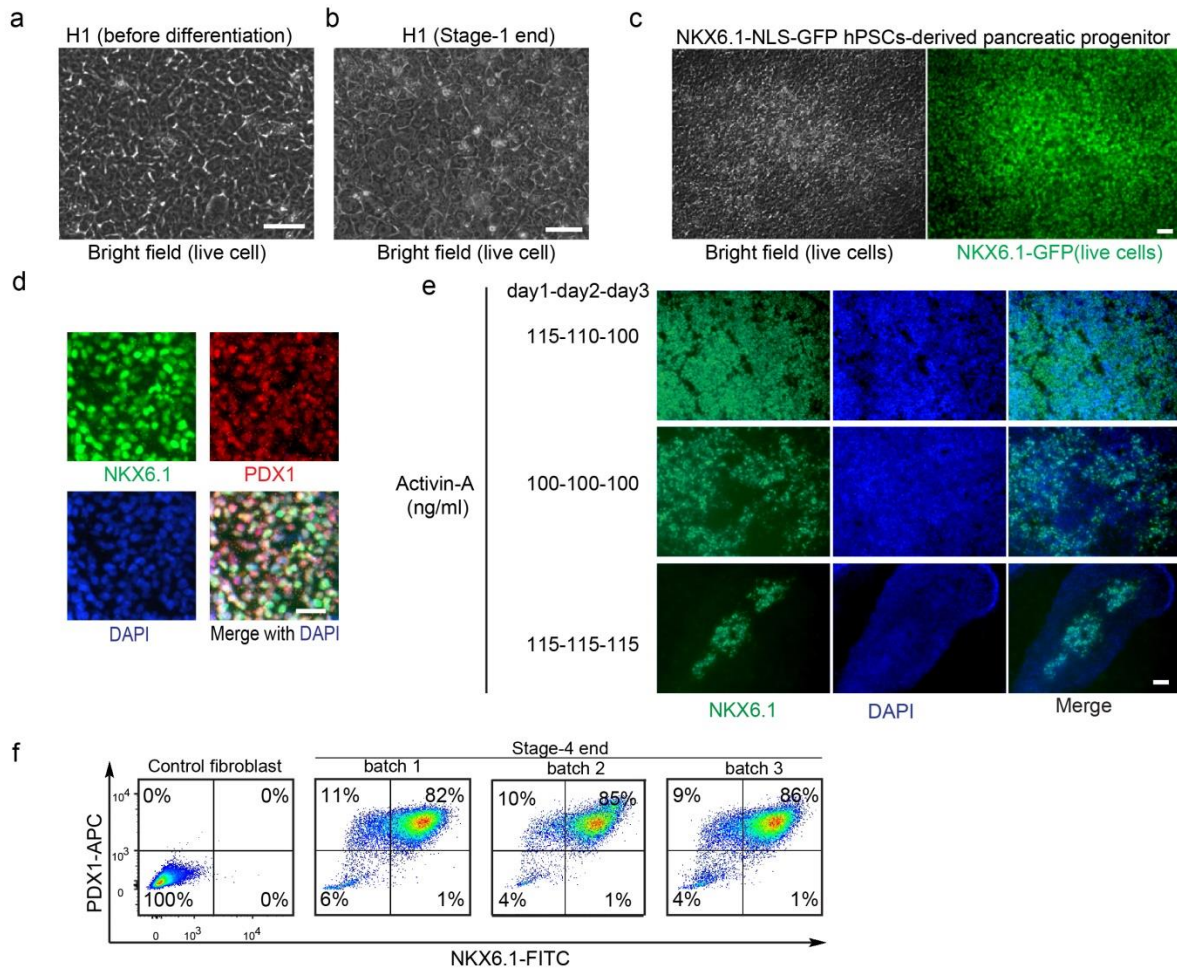 a
H1 (before differentiation)
Bright field (live cell)
b
H1 (Stage-1 end)
Bright field (live cell)
c
NKX6.1-NLS-GFP hPSCs-derived pancreatic progenitor
Bright field (live cells)
NKX6.1-GFP(live cells)
d
NKX6.1
PDX1
DAPI
Merge with DAPI
e
day1-day2-day3
Activin-A
(ng/ml)
115-110-100
100-100-100
115-115-115
NKX6.1
DAPI
Merge
f
Stage-4 end
Control fibroblast
batch 1
batch 2
batch 3
PDX1-APC
10⁴
10³
0
0%
0%
100%
0%
11%
82%
6%
1%
10%
85%
4%
1%
9%
86%
4%
1%
0
10³
10⁴
NKX6.1-FITC